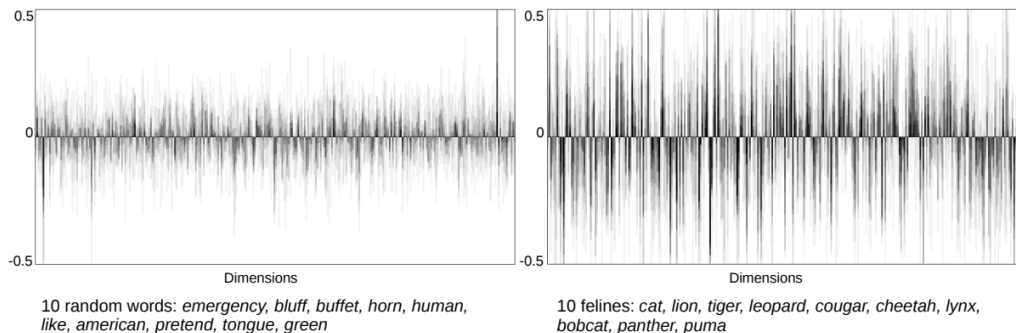 0.5
0
-0.5
Dimensions
10 random words: emergency, bluff, buffet, horn, human,
like, american, pretend, tongue, green
0.5
0
-0.5
Dimensions
10 felines: cat, lion, tiger, leopard, cougar, cheetah, lynx,
bobcat, panther, puma